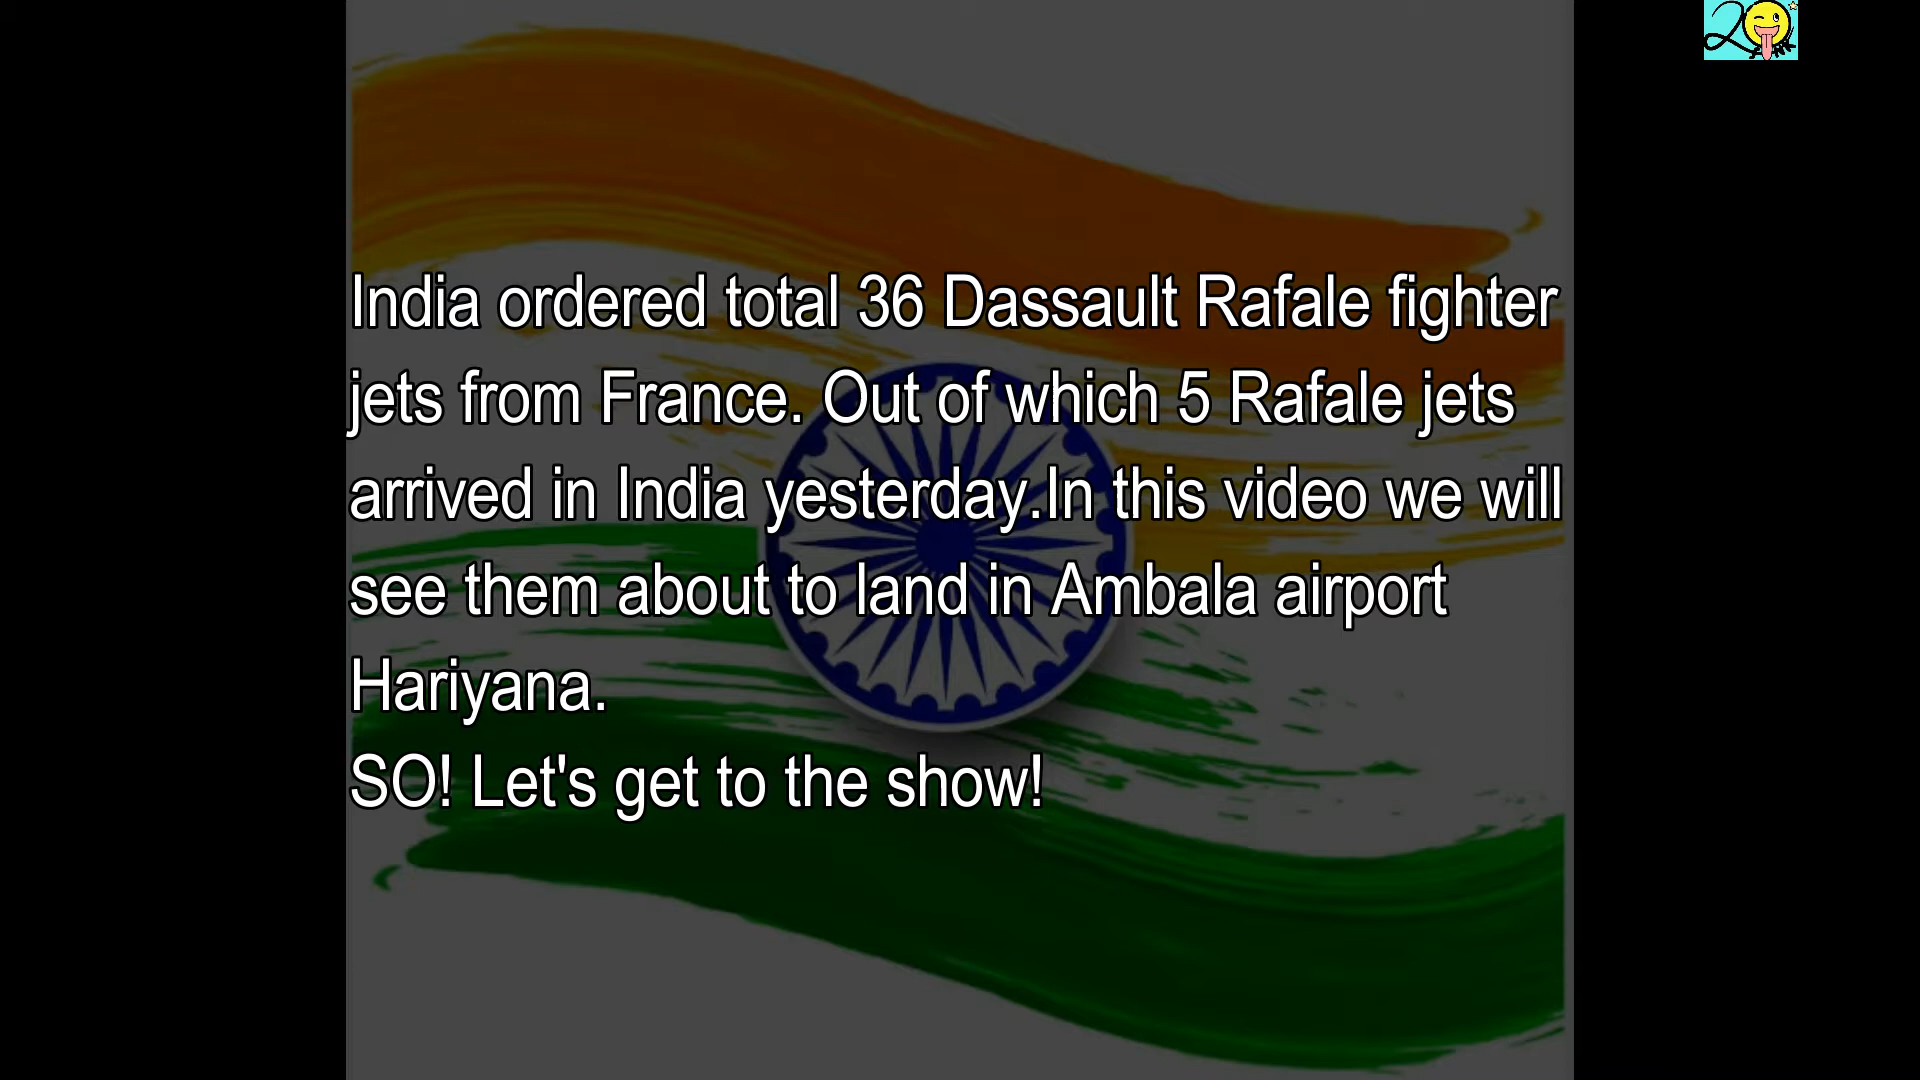 India ordered total 36 Dassault Rafale fighter
jets from France. Out of which 5 Rafale jets
arrived in India yesterday.In this video we will
see them about to land in Ambala airport
Hariyana.
SO! Let's get to the show!
20